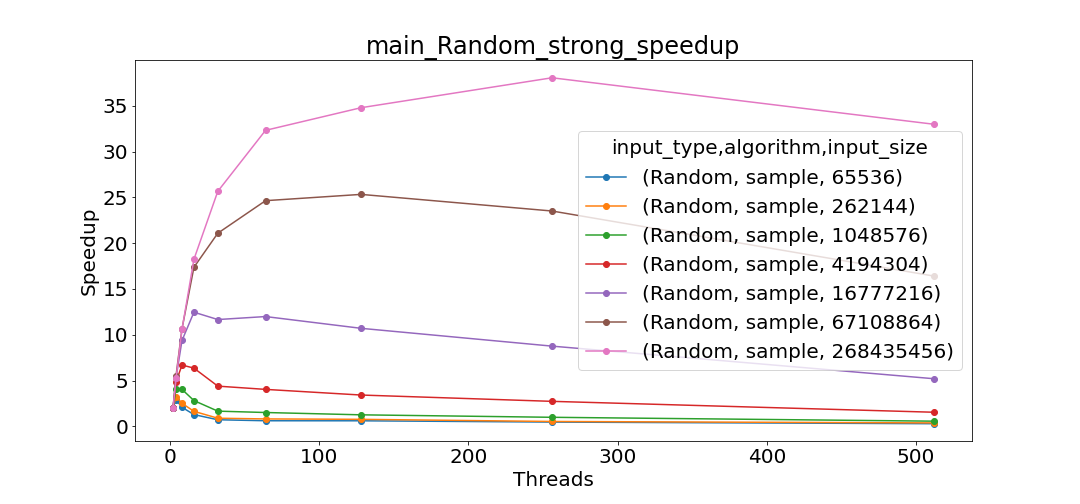 main_Random_strong_speedup
Speedup
35
30
25
20
15
10
5
0
0 100 200 300 400 500
Threads
input_type,algorithm,input_size
(Random, sample, 65536)
(Random, sample, 262144)
(Random, sample, 1048576)
(Random, sample, 4194304)
(Random, sample, 16777216)
(Random, sample, 67108864)
(Random, sample, 268435456)